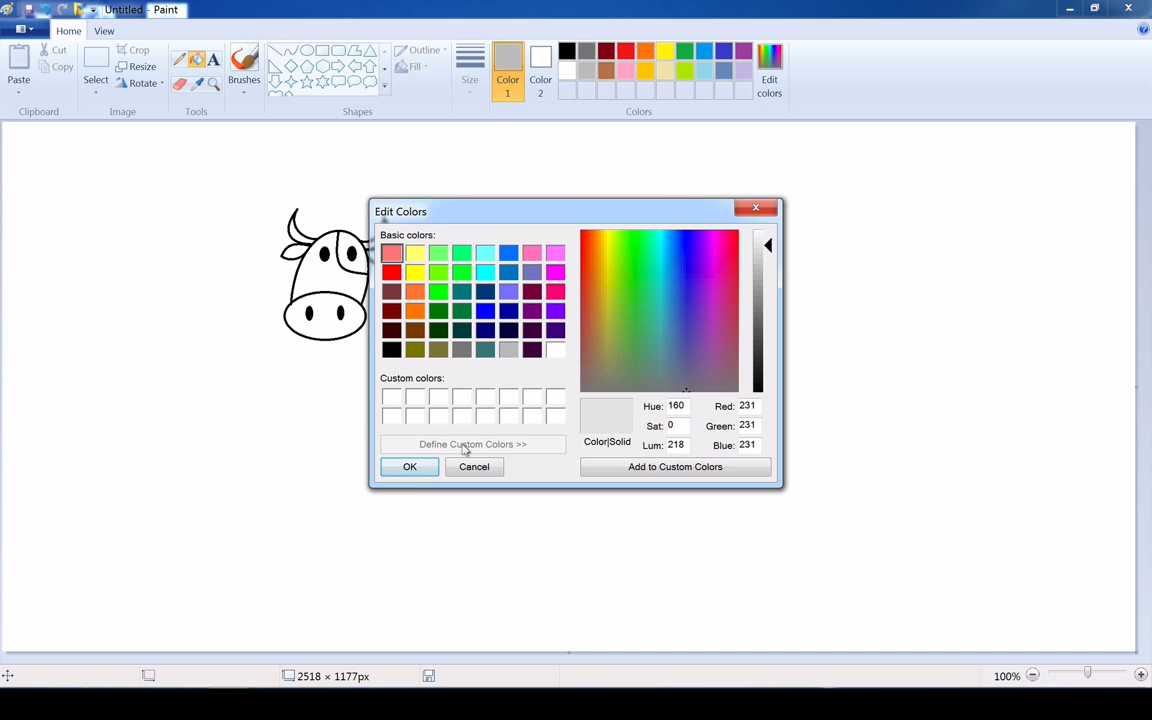 Untitled - Paint
Home View
Paste
Cut
Copy
Clipboard
Select
Crop
Resize
Rotate
Image
Tools
Brushes
Outline
Fill
Shapes
Size
Color 1
Color 2
Edit colors
Colors
Edit Colors
Basic colors:
Custom colors:
Define Custom Colors >>
OK Cancel
Color|Solid
Hue: 160 Red: 231
Sat: 0 Green: 231
Lum: 218 Blue: 231
Add to Custom Colors
2518 × 1177px
100%